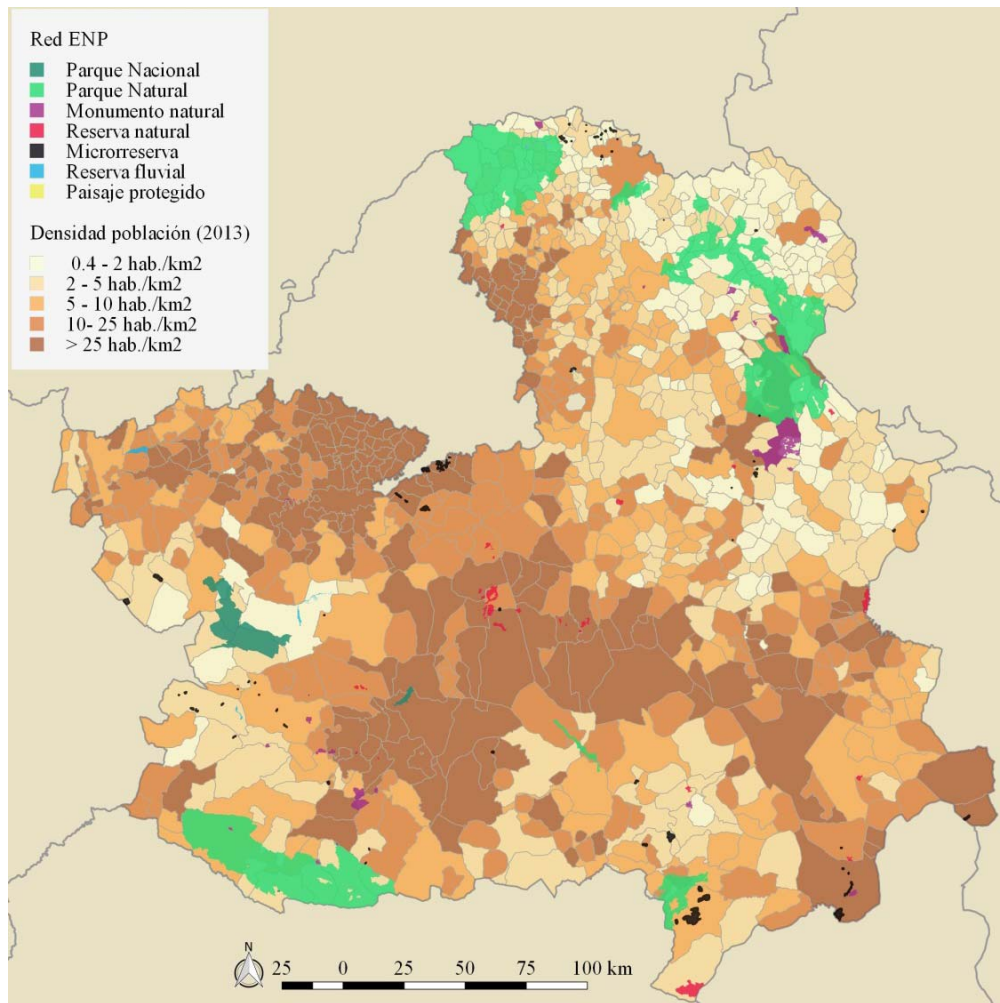 Red ENP
Parque Nacional
Parque Natural
Monumento natural
Reserva natural
Microrreserva
Reserva fluvial
Paisaje protegido
Densidad población (2013)
0.4 - 2 hab./km2
2 - 5 hab./km2
5 - 10 hab./km2
10- 25 hab./km2
> 25 hab./km2
N
25 0 25 50 75 100 km